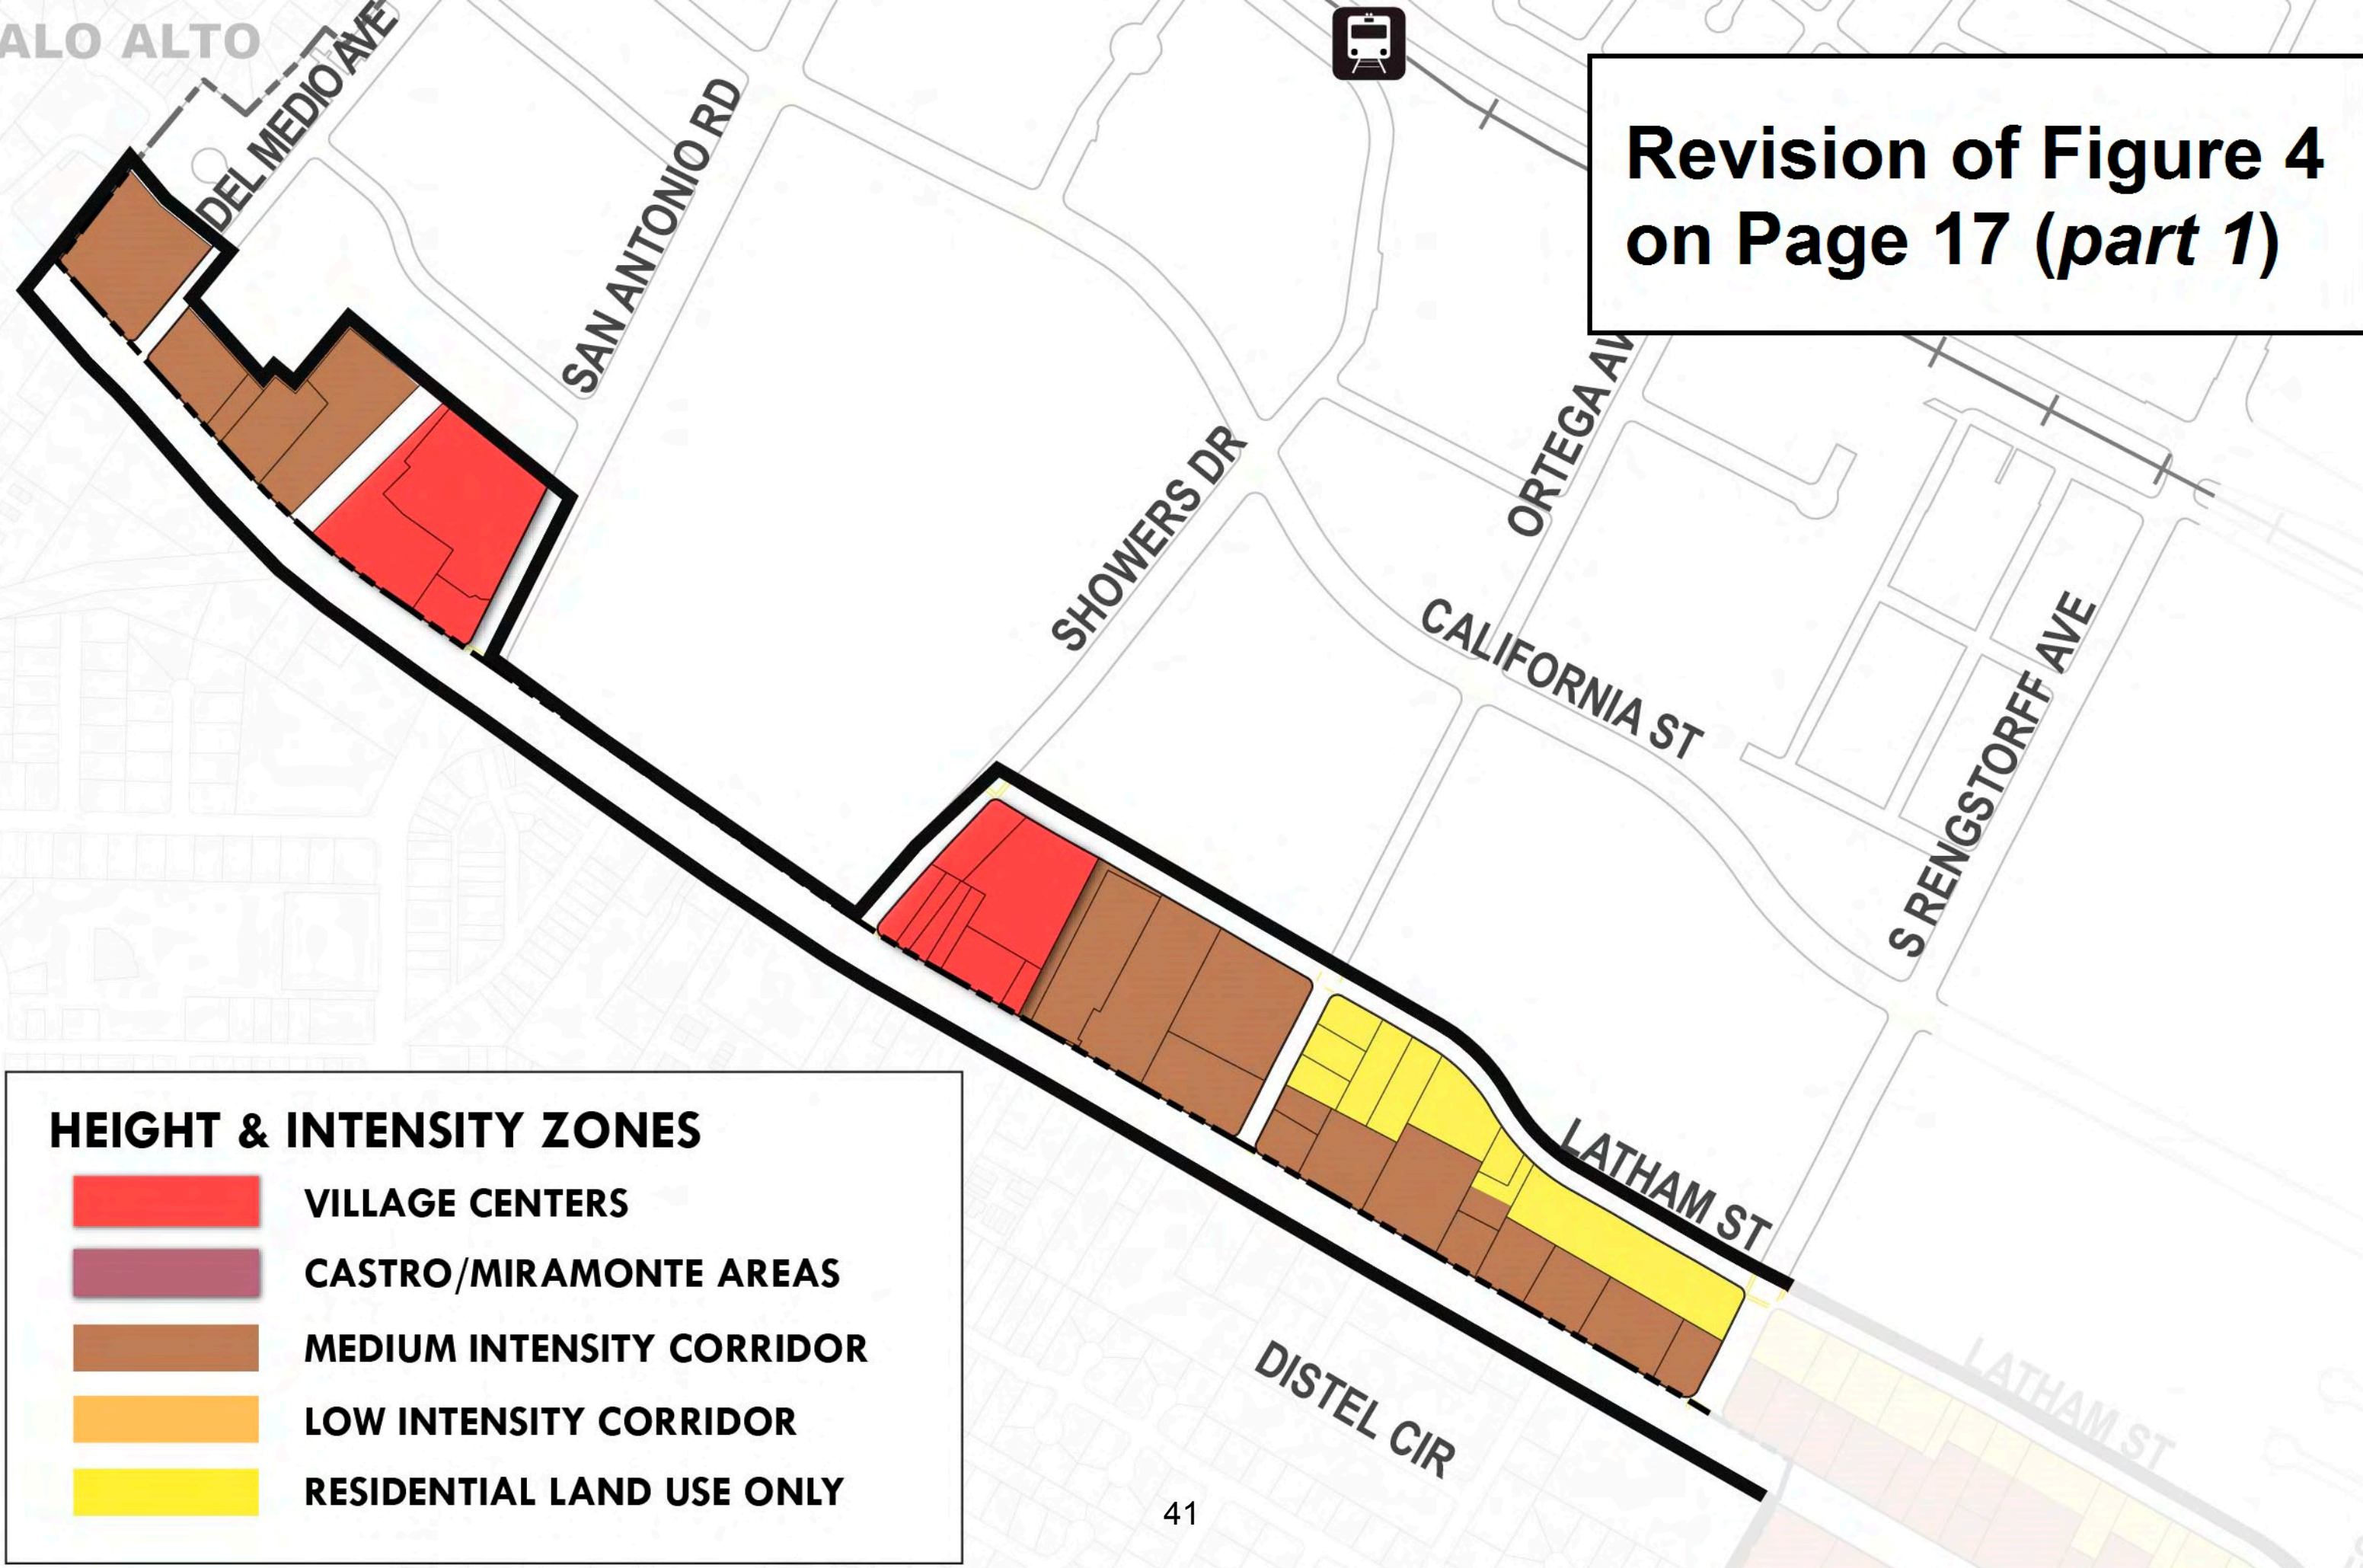 ALO ALTO
DEL MEDIO AVE
SAN ANTONIO RD
Revision of Figure 4
on Page 17 (part 1)
SHOWERS DR
ORTEGA AV
CALIFORNIA ST
S RENGSTORFF AVE
LATHAM ST
LATHAM ST
DISTEL CIR
HEIGHT & INTENSITY ZONES
VILLAGE CENTERS
CASTRO/MIRAMONTE AREAS
MEDIUM INTENSITY CORRIDOR
LOW INTENSITY CORRIDOR
RESIDENTIAL LAND USE ONLY
41